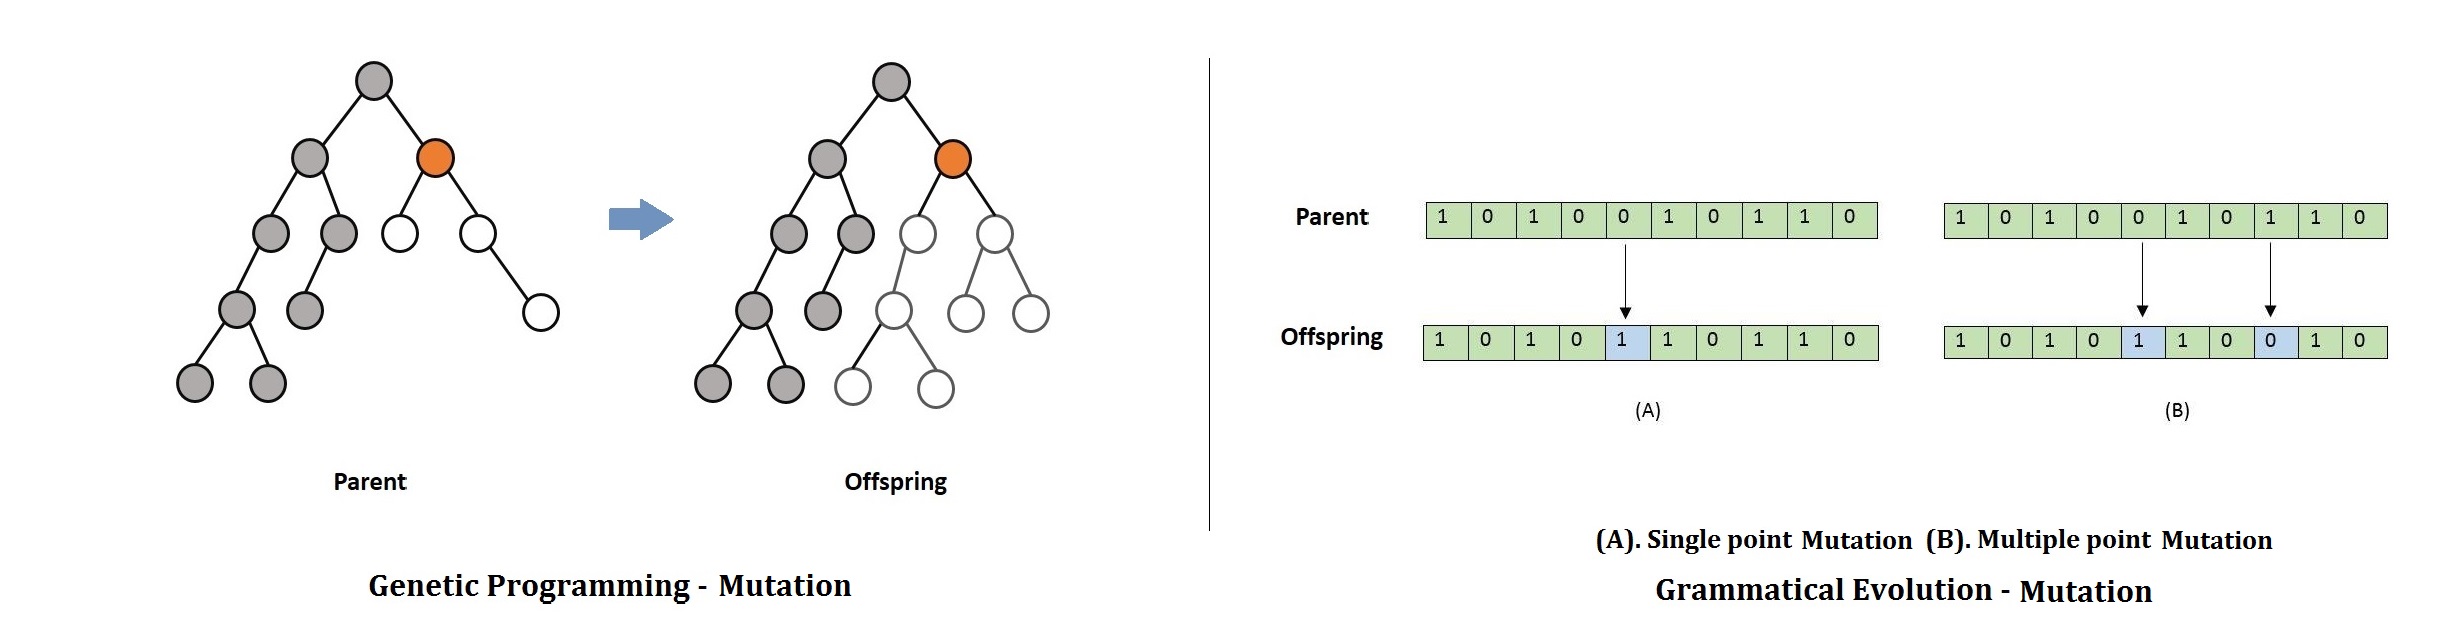 Parent
Offspring
Genetic Programming - Mutation
Parent 1 0 1 0 0 1 0 1 1 0 1 0 1 0 0 1 0 1 1 0
Offspring 1 0 1 0 1 1 0 1 1 0 1 0 1 0 1 1 0 0 1 0
(A) (B)
(A). Single point Mutation (B). Multiple point Mutation
Grammatical Evolution - Mutation